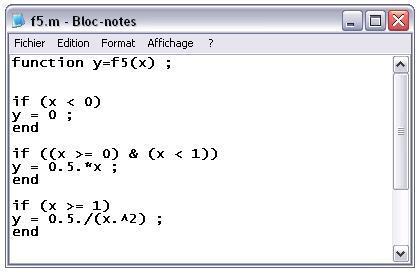 f5.m - Bloc-notes
Fichier Edition Format Affichage ?
function y=f5(x) ;
if (x < 0)
y = 0 ;
end
if ((x >= 0) & (x < 1))
y = 0.5.*x ;
end
if (x >= 1)
y = 0.5./(x.^2) ;
end